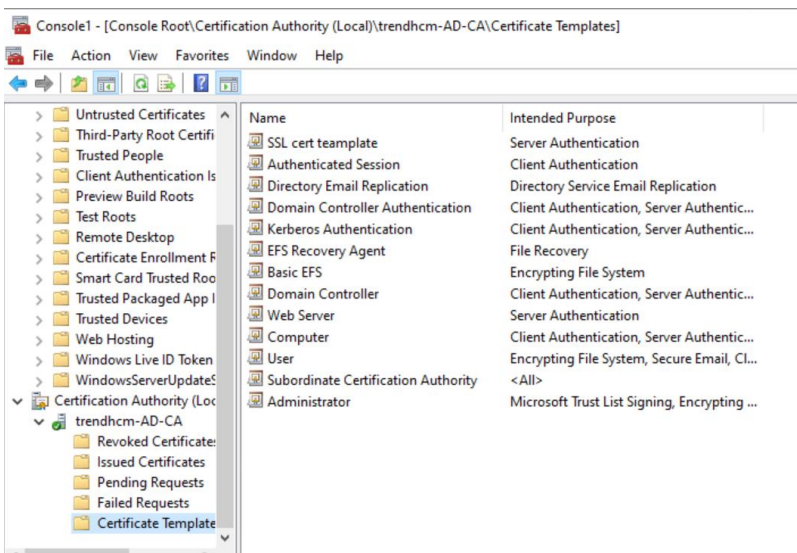 Console1 - [Console Root\Certification Authority (Local)\trendhcm-AD-CA\Certificate Templates]
File Action View Favorites Window Help
Untrusted Certificates
Third-Party Root Certifi
Trusted People
Client Authentication Is
Preview Build Roots
Test Roots
Remote Desktop
Certificate Enrollment R
Smart Card Trusted Roo
Trusted Packaged App I
Trusted Devices
Web Hosting
Windows Live ID Token
WindowsServerUpdateS
Certification Authority (Loc
trendhcm-AD-CA
Revoked Certificates
Issued Certificates
Pending Requests
Failed Requests
Certificate Template
Name Intended Purpose
SSL cert teamplate Server Authentication
Authenticated Session Client Authentication
Directory Email Replication Directory Service Email Replication
Domain Controller Authentication Client Authentication, Server Authentic...
Kerberos Authentication Client Authentication, Server Authentic...
EFS Recovery Agent File Recovery
Basic EFS Encrypting File System
Domain Controller Client Authentication, Server Authentic...
Web Server Server Authentication
Computer Client Authentication, Server Authentic...
User Encrypting File System, Secure Email, Cl...
Subordinate Certification Authority <All>
Administrator Microsoft Trust List Signing, Encrypting ...